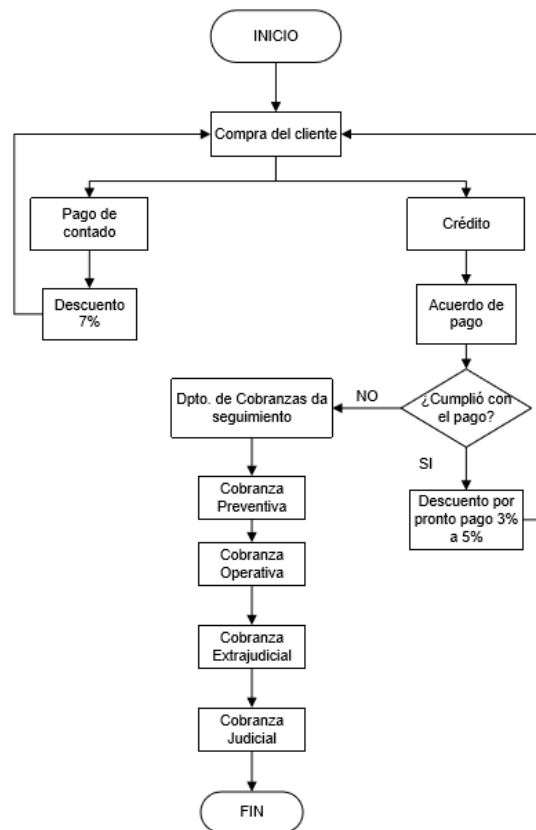 INICIO
Compra del cliente
Pago de
contado
Crédito
Descuento
7%
Acuerdo de
pago
¿Cumplió con
el pago?
NO
Dpto. de Cobranzas da
seguimiento
SI
Cobranza
Preventiva
Descuento por
pronto pago 3%
a 5%
Cobranza
Operativa
Cobranza
Extrajudicial
Cobranza
Judicial
FIN